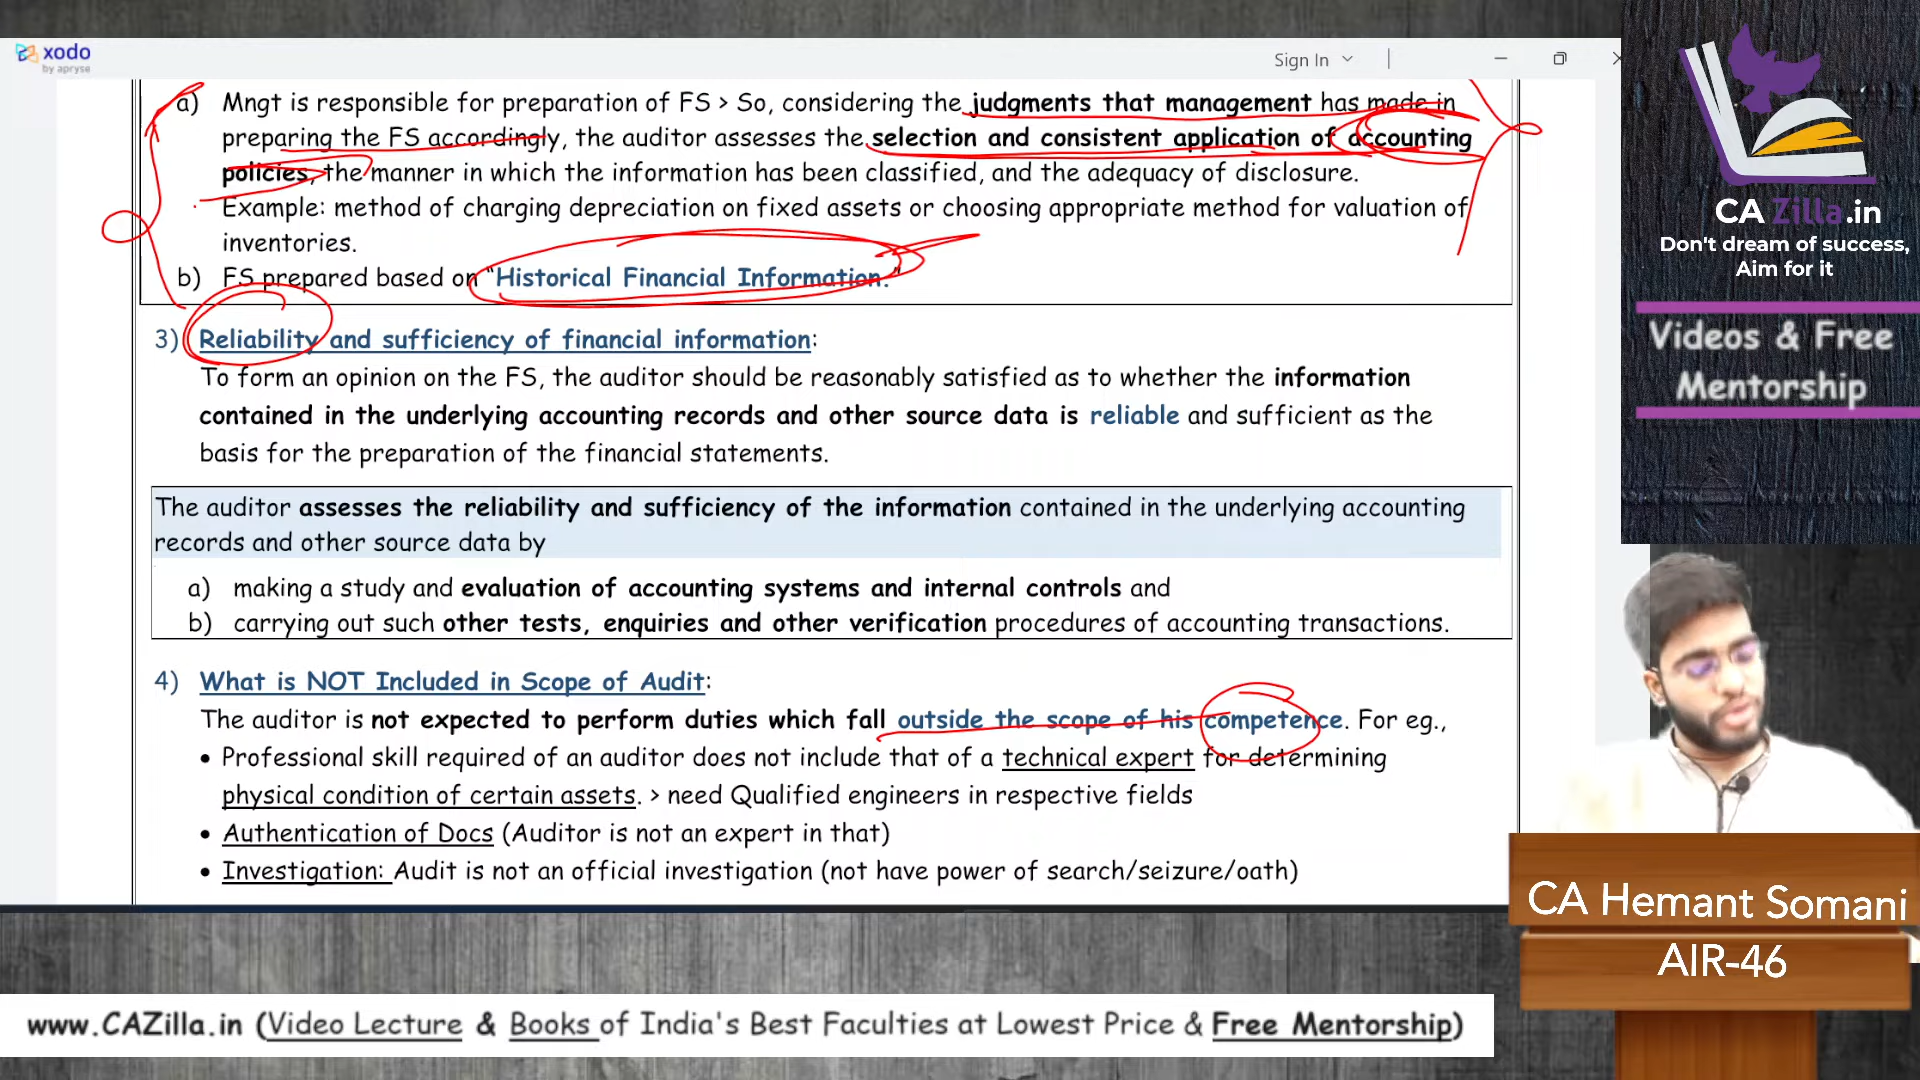 xodo
by apryse
Sign In
a) Mngt is responsible for preparation of FS > So, considering the judgments that management has made in
preparing the FS accordingly, the auditor assesses the selection and consistent application of accounting
policies, the manner in which the information has been classified, and the adequacy of disclosure.
Example: method of charging depreciation on fixed assets or choosing appropriate method for valuation of
inventories.
b) FS prepared based on "Historical Financial Information."
3) Reliability and sufficiency of financial information:
To form an opinion on the FS, the auditor should be reasonably satisfied as to whether the information
contained in the underlying accounting records and other source data is reliable and sufficient as the
basis for the preparation of the financial statements.
The auditor assesses the reliability and sufficiency of the information contained in the underlying accounting
records and other source data by
a) making a study and evaluation of accounting systems and internal controls and
b) carrying out such other tests, enquiries and other verification procedures of accounting transactions.
4) What is NOT Included in Scope of Audit:
The auditor is not expected to perform duties which fall outside the scope of his competence. For eg.,
• Professional skill required of an auditor does not include that of a technical expert for determining
physical condition of certain assets. > need Qualified engineers in respective fields
• Authentication of Docs (Auditor is not an expert in that)
• Investigation: Audit is not an official investigation (not have power of search/seizure/oath)
CA Zilla.in
Don't dream of success,
Aim for it
Videos & Free
Mentorship
CA Hemant Somani
AIR-46
www.CAZilla.in (Video Lecture & Books of India's Best Faculties at Lowest Price & Free Mentorship)